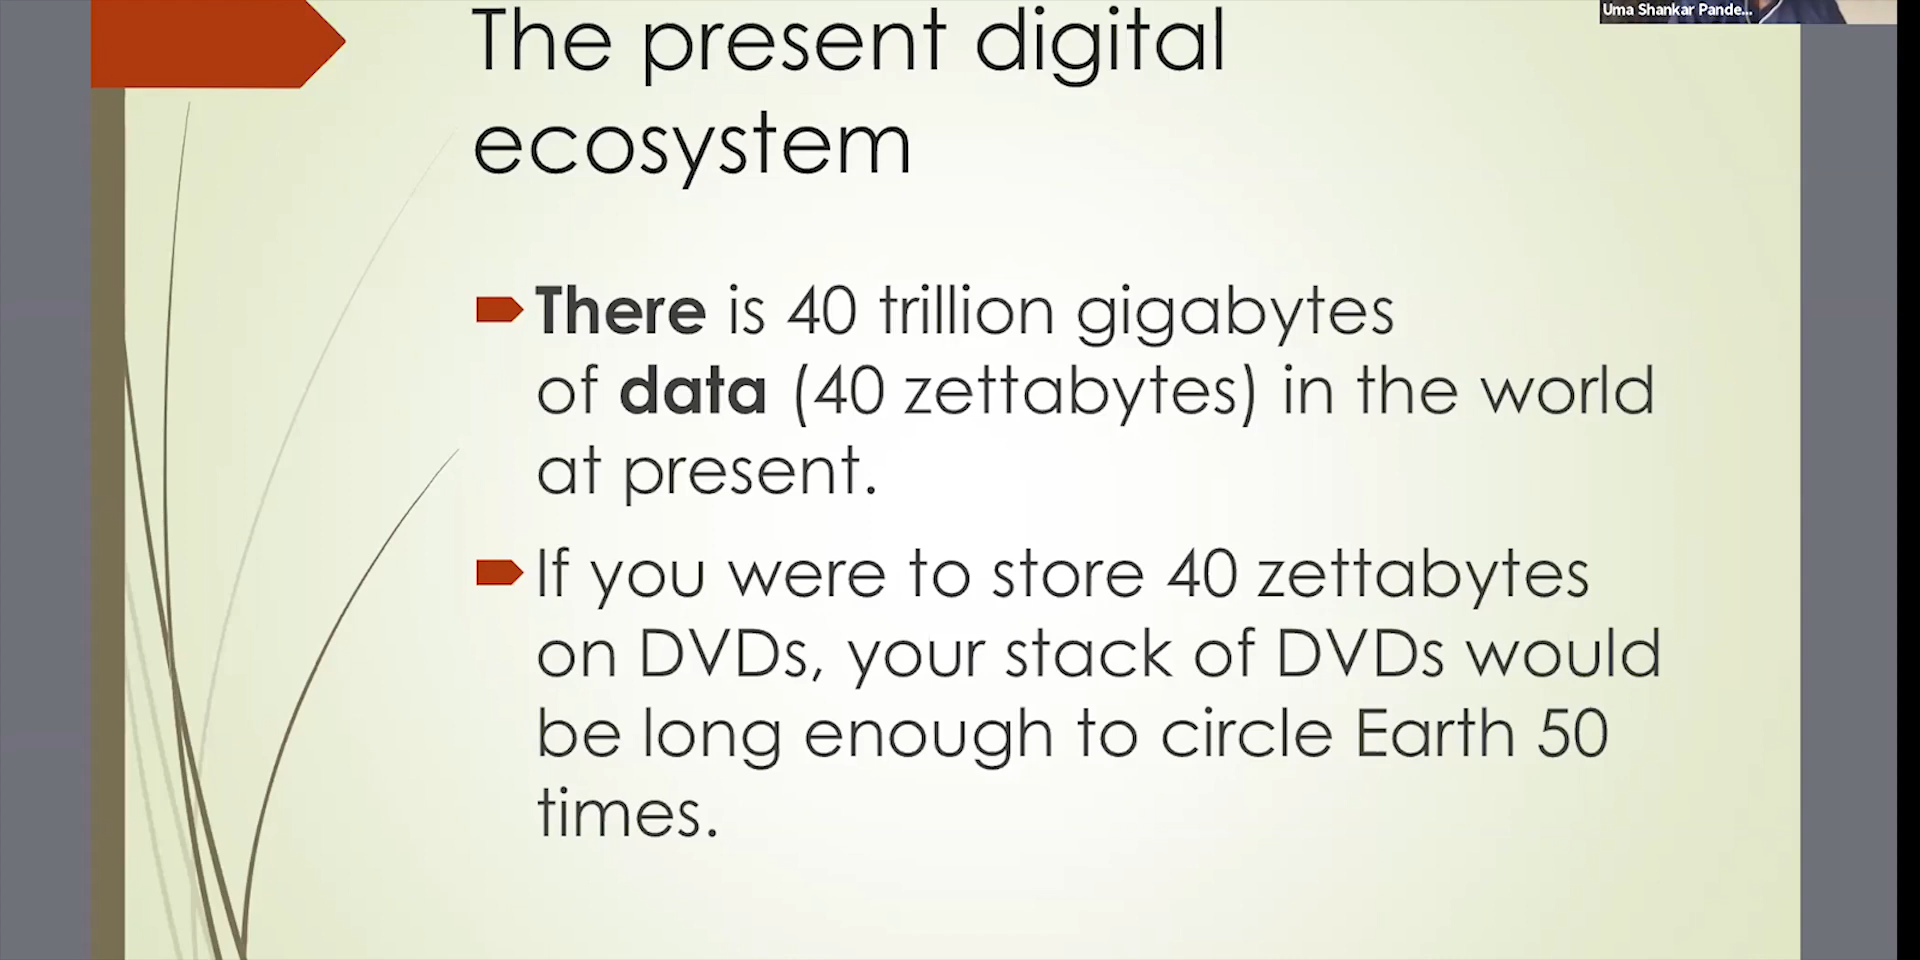 Uma Shankar Pande...
The present digital
ecosystem
There is 40 trillion gigabytes
of data (40 zettabytes) in the world
at present.
If you were to store 40 zettabytes
on DVDs, your stack of DVDs would
be long enough to circle Earth 50
times.